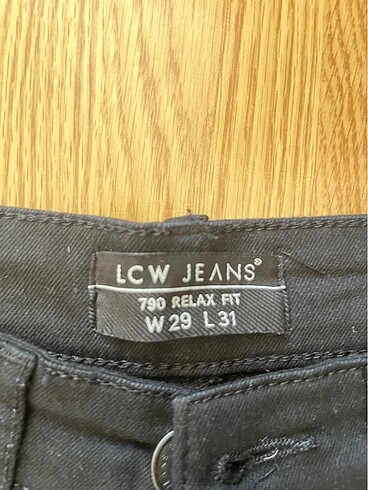 LCW JEANS®
790 RELAX FIT
W 29 L 31